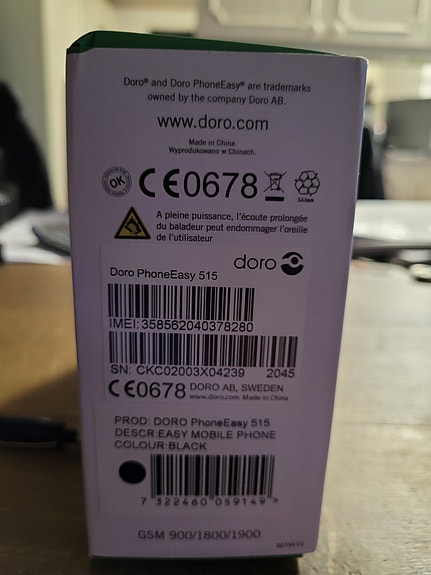 Doro® and Doro PhoneEasy® are trademarks
owned by the company Doro AB.
www.doro.com
Made in China.
Wyprodukowano w Chinach.
OK
CE0678
Li-ion
A pleine puissance, l'écoute prolongée
du baladeur peut endommager l'oreille
de l'utilisateur
doro
Doro PhoneEasy 515
IMEI:358562040378280
SN: CKC02003X04239 2045
CE0678 DORO AB, SWEDEN
www.doro.com Made in China
PROD: DORO PhoneEasy 515
DESCR:EASY MOBILE PHONE
COLOUR:BLACK
7 322460 059149 >
GSM 900/1800/1900